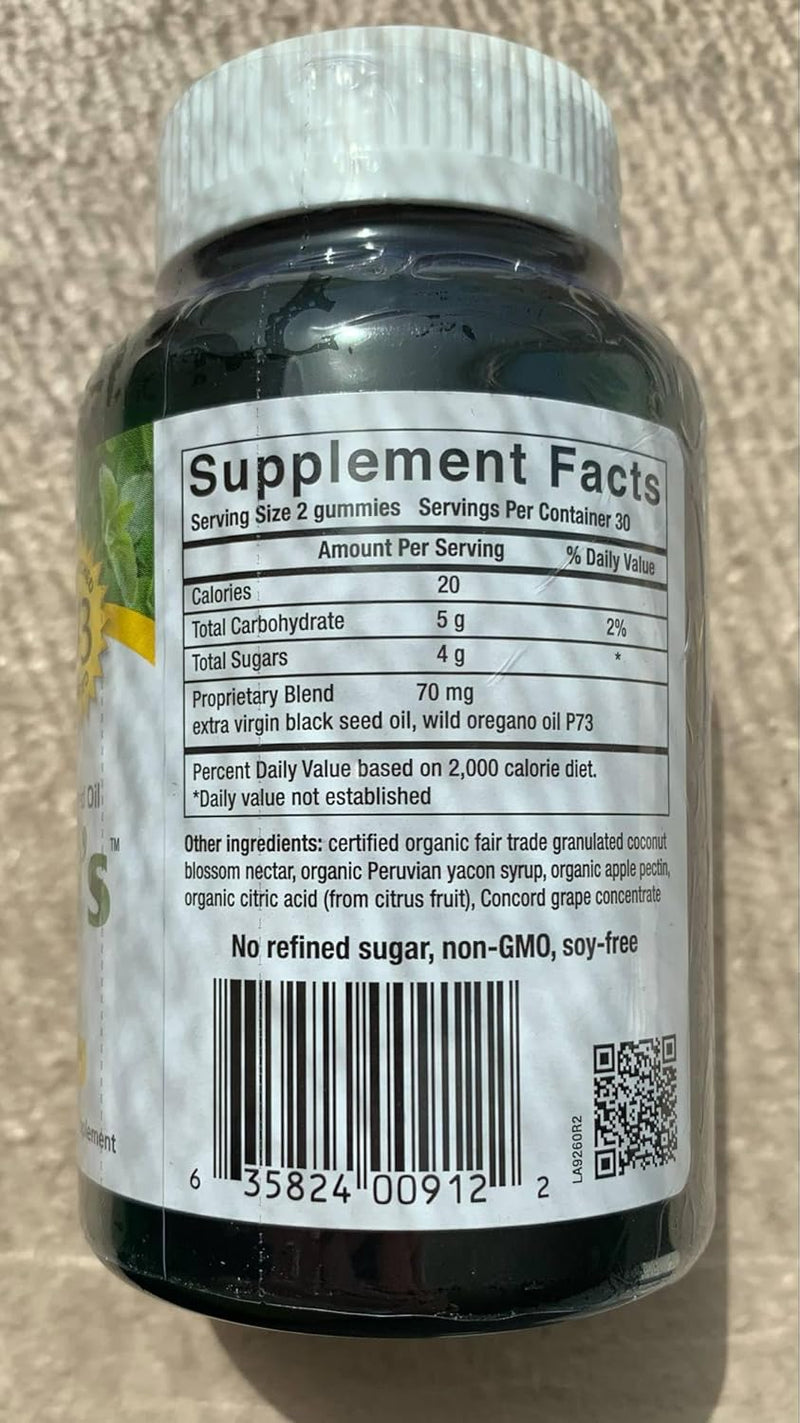 Supplement Facts
Serving Size 2 gummies Servings Per Container 30
Amount Per Serving % Daily Value
Calories 20
Total Carbohydrate 5 g 2%
Total Sugars 4 g *
Proprietary Blend 70 mg
extra virgin black seed oil, wild oregano oil P73
Percent Daily Value based on 2,000 calorie diet.
*Daily value not established
Other ingredients: certified organic fair trade granulated coconut
blossom nectar, organic Peruvian yacon syrup, organic apple pectin,
organic citric acid (from citrus fruit), Concord grape concentrate
No refined sugar, non-GMO, soy-free
6 35824 00912 2
LA9260R2
Oil
's™